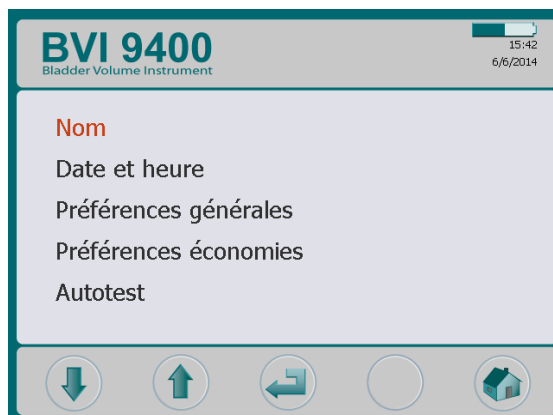 BVI 9400
Bladder Volume Instrument
15:42
6/6/2014
Nom
Date et heure
Préférences générales
Préférences économies
Autotest